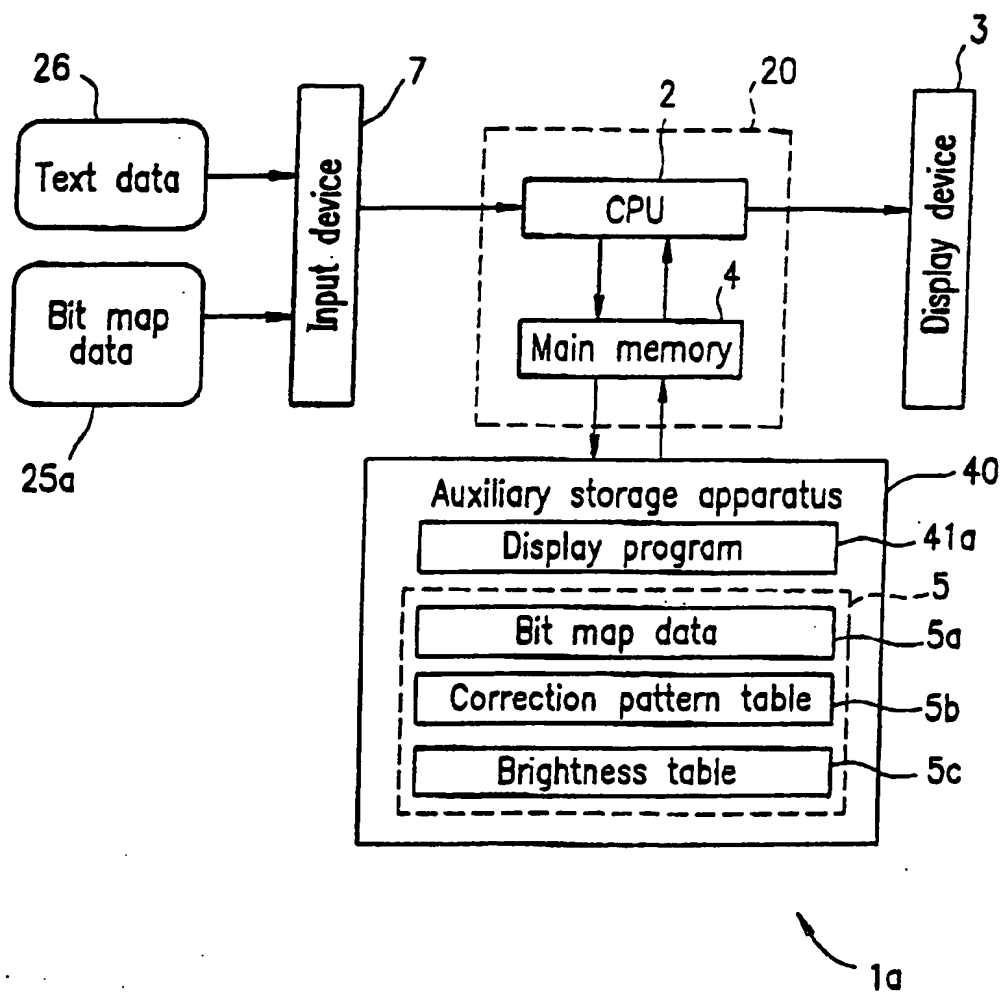 3
26
7
20
2
Text data
Input device
CPU
Display device
4
Bit map
data
Main memory
25a
40
Auxiliary storage apparatus
41a
Display program
5
Bit map data
5a
Correction pattern table
5b
Brightness table
5c
1a